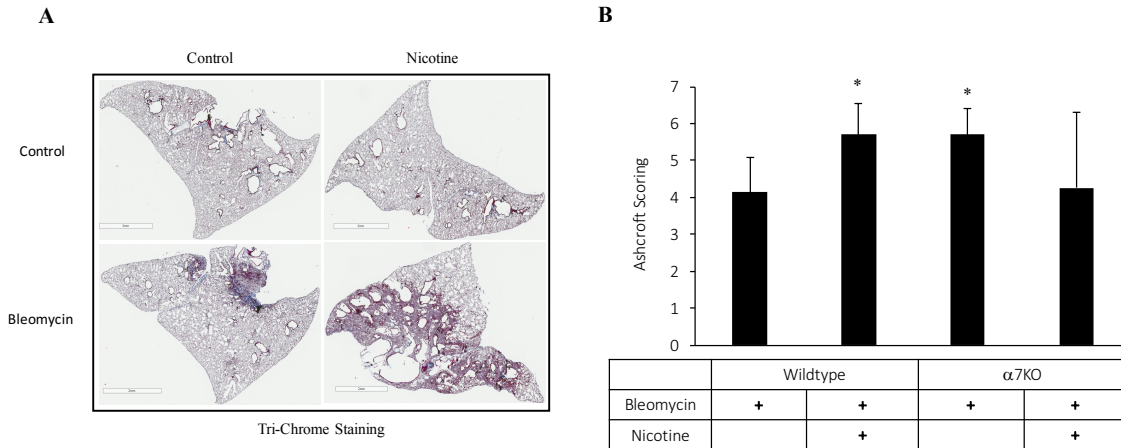 A
Control
Nicotine
Control
Bleomycin
Tri-Chrome Staining
B
Ashcroft Scoring
7
6
5
4
3
2
1
0
*
*
Wildtype
α7KO
Bleomycin + + + +
Nicotine + +